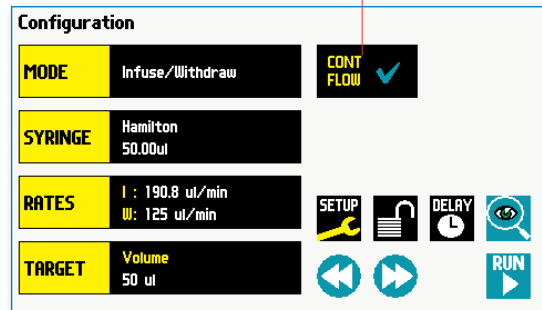 Configuration
MODE
Infuse/Withdraw
CONT
FLOW
SYRINGE
Hamilton
50.00ul
RATES
I : 190.8 ul/min
W: 125 ul/min
SETUP
DELAY
TARGET
Volume
50 ul
RUN